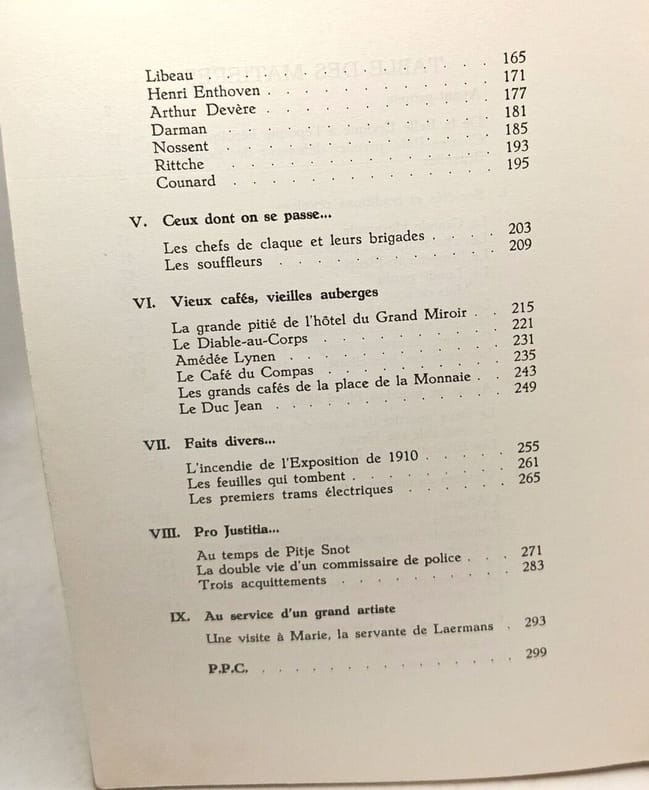 Libeau . . . . . . . . . . . . 165
Henri Enthoven . . . . . . . . . . 171
Arthur Devère . . . . . . . . . . 177
Darman . . . . . . . . . . . . 181
Nossent . . . . . . . . . . . . 185
Rittche . . . . . . . . . . . . 193
Counard . . . . . . . . . . . . 195
V. Ceux dont on se passe...
Les chefs de claque et leurs brigades . . . . 203
Les souffleurs . . . . . . . . . . 209
VI. Vieux cafés, vieilles auberges
La grande pitié de l'hôtel du Grand Miroir . . 215
Le Diable-au-Corps . . . . . . . . 221
Amédée Lynen . . . . . . . . . . 231
Le Café du Compas . . . . . . . . 235
Les grands cafés de la place de la Monnaie . . 243
Le Duc Jean . . . . . . . . . . 249
VII. Faits divers...
L'incendie de l'Exposition de 1910 . . . . . 255
Les feuilles qui tombent . . . . . . . 261
Les premiers trams électriques . . . . . . 265
VIII. Pro Justitia...
Au temps de Pitje Snot
La double vie d'un commissaire de police . . . 271
Trois acquittements . . . . . . . . . 283
IX. Au service d'un grand artiste
Une visite à Marie, la servante de Laermans . 293
P.P.C. . . . . . . . . . . . . . 299